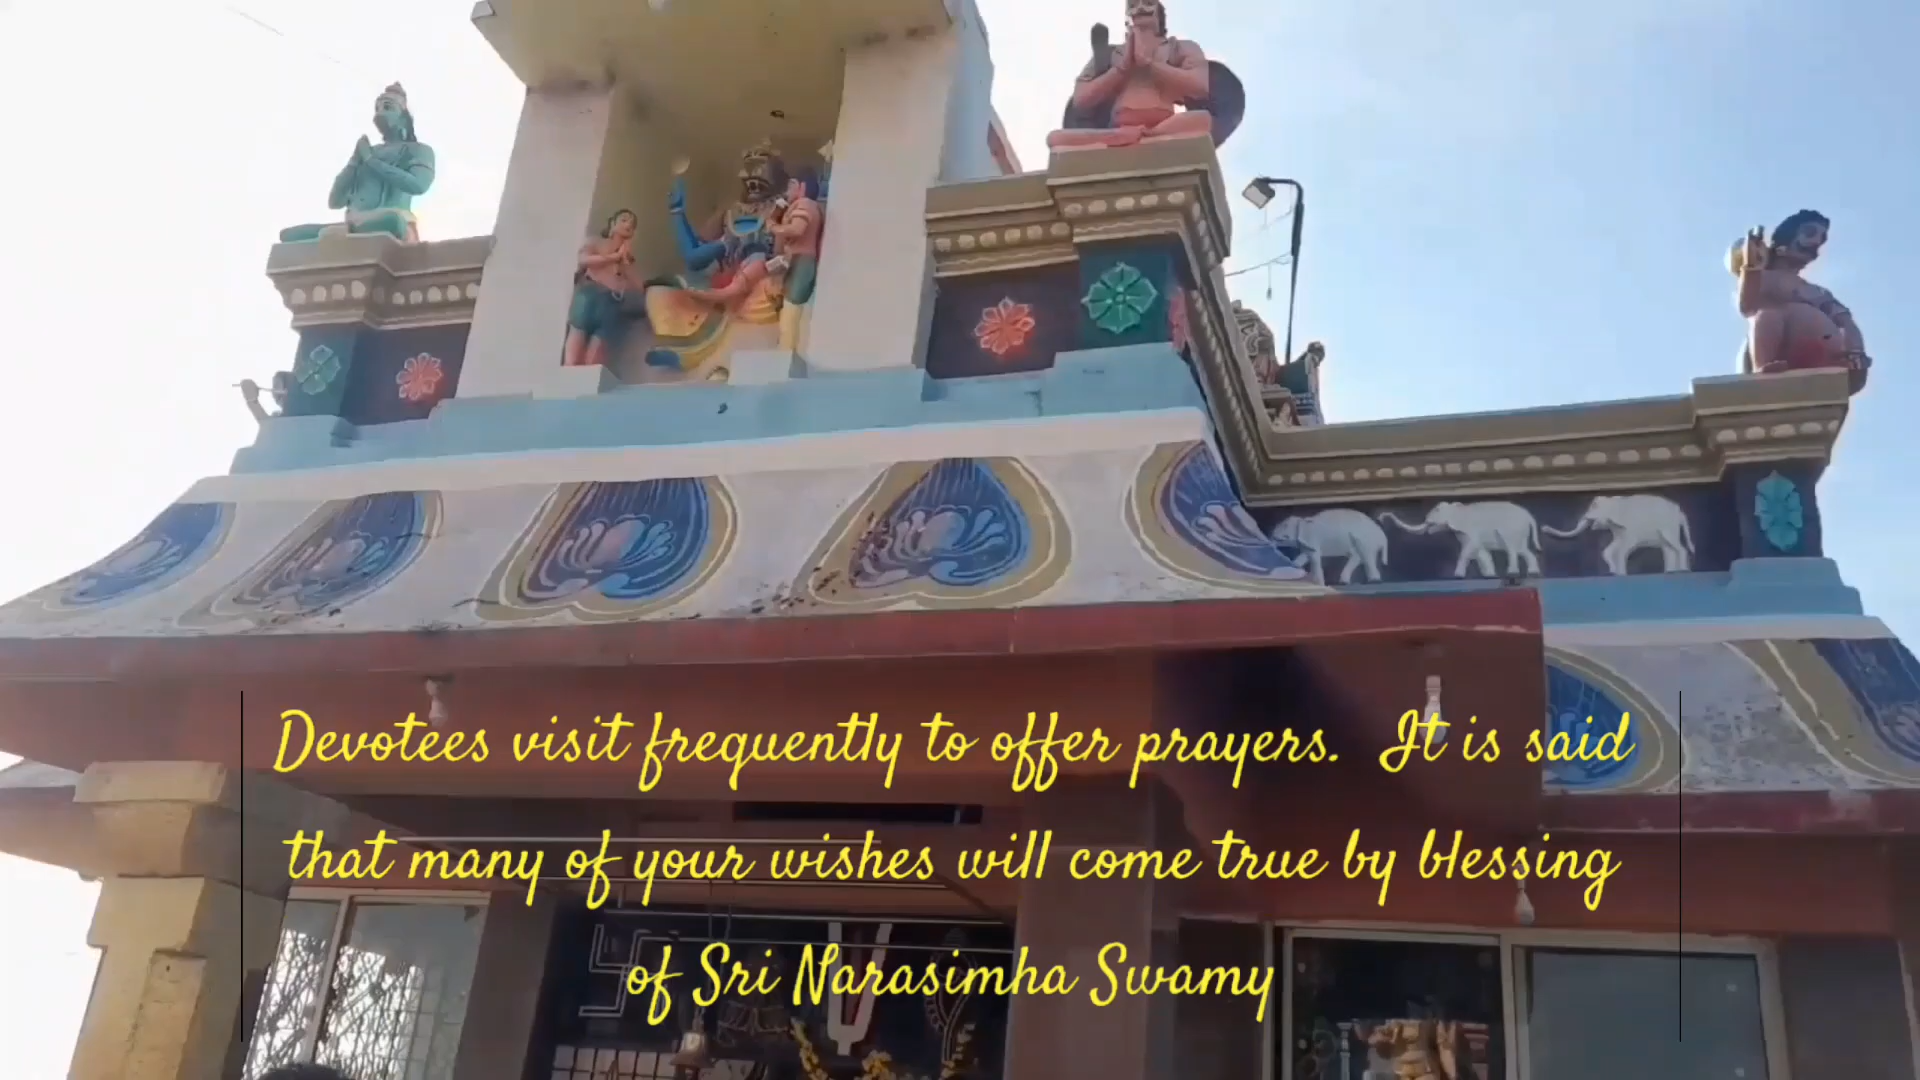 Devotees visit frequently to offer prayers. It is said
that many of your wishes will come true by blessing
of Sri Narasimha Swamy